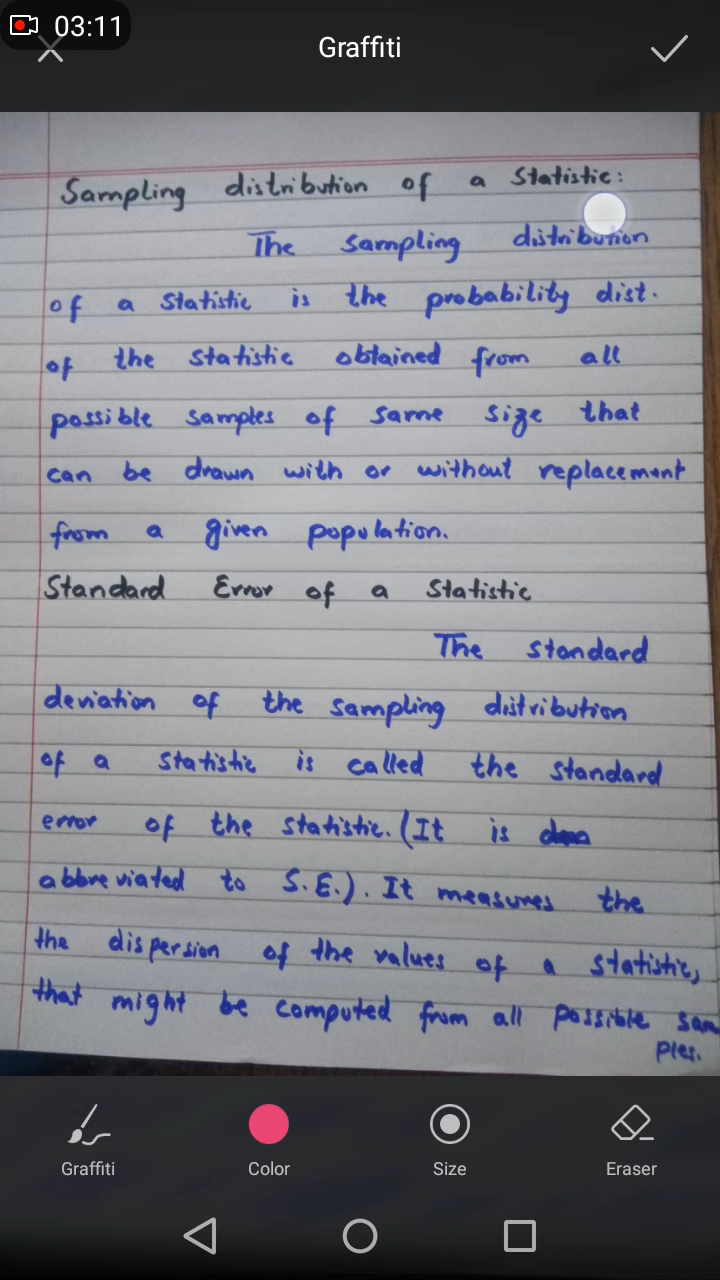 03:11
Graffiti
Sampling distribution of a Statistic:
The sampling distribution
of a statistic is the probability dist.
of the statistic obtained from all
possible samples of same size that
can be drawn with or without replacement
from a given population.
Standard Error of a Statistic
The standard
deviation of the sampling distribution
of a statistic is called the standard
error of the statistic. (It is
abbreviated to S.E.). It measures the
the dispersion of the values of a statistic,
that might be computed from all possible sam
ples.
Graffiti
Color
Size
Eraser